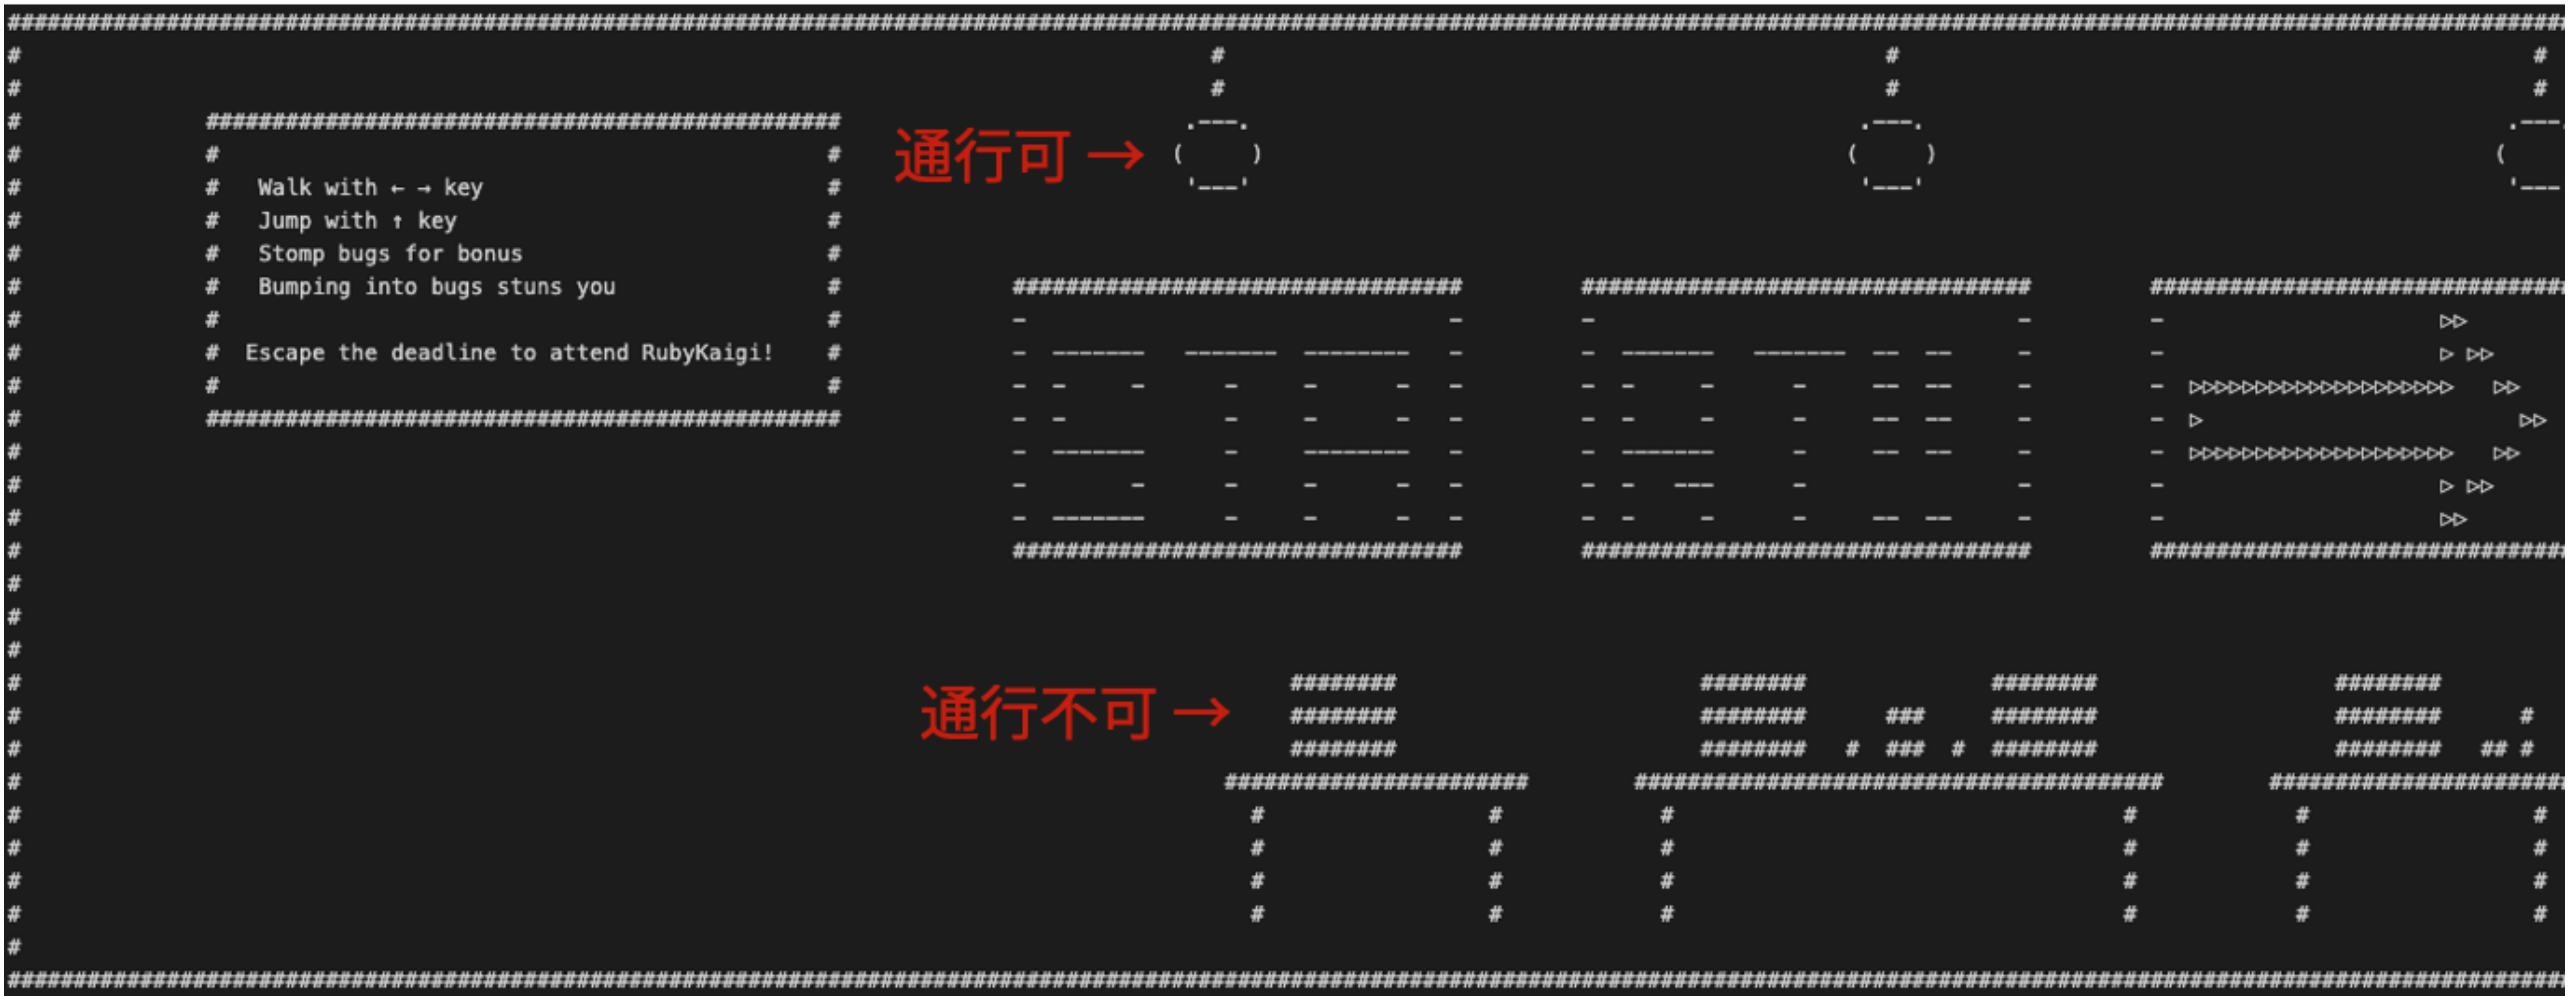 Walk with ← → key
Jump with ↑ key
Stomp bugs for bonus
Bumping into bugs stuns you
Escape the deadline to attend RubyKaigi!
通行可 →
通行不可 →